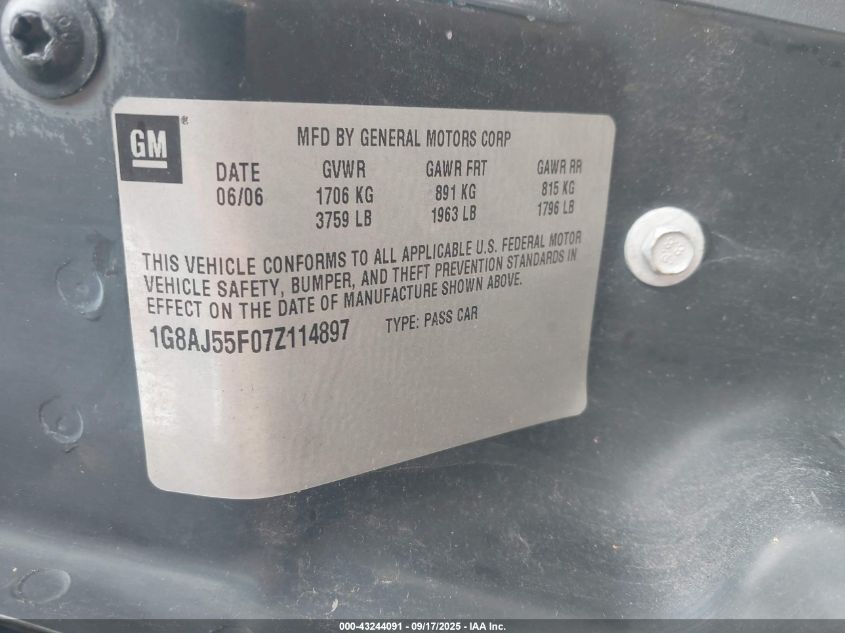 GM ®
MFD BY GENERAL MOTORS CORP
DATE GVWR GAWR FRT GAWR RR
06/06 1706 KG 891 KG 815 KG
3759 LB 1963 LB 1796 LB
THIS VEHICLE CONFORMS TO ALL APPLICABLE U.S. FEDERAL MOTOR
VEHICLE SAFETY, BUMPER, AND THEFT PREVENTION STANDARDS IN
EFFECT ON THE DATE OF MANUFACTURE SHOWN ABOVE.
1G8AJ55F07Z114897 TYPE: PASS CAR
000-43244091 - 09/17/2025 - IAA Inc.